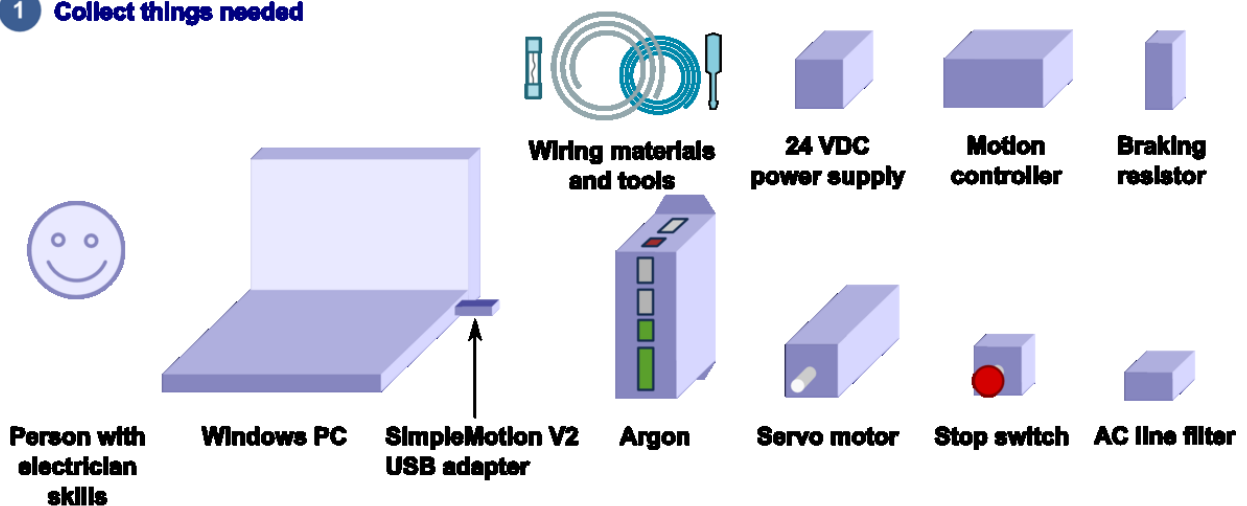 1 Collect things needed
Wiring materials
and tools
24 VDC
power supply
Motion
controller
Braking
resistor
Person with
electrician
skills
Windows PC
SimpleMotion V2
USB adapter
Argon
Servo motor
Stop switch
AC line filter